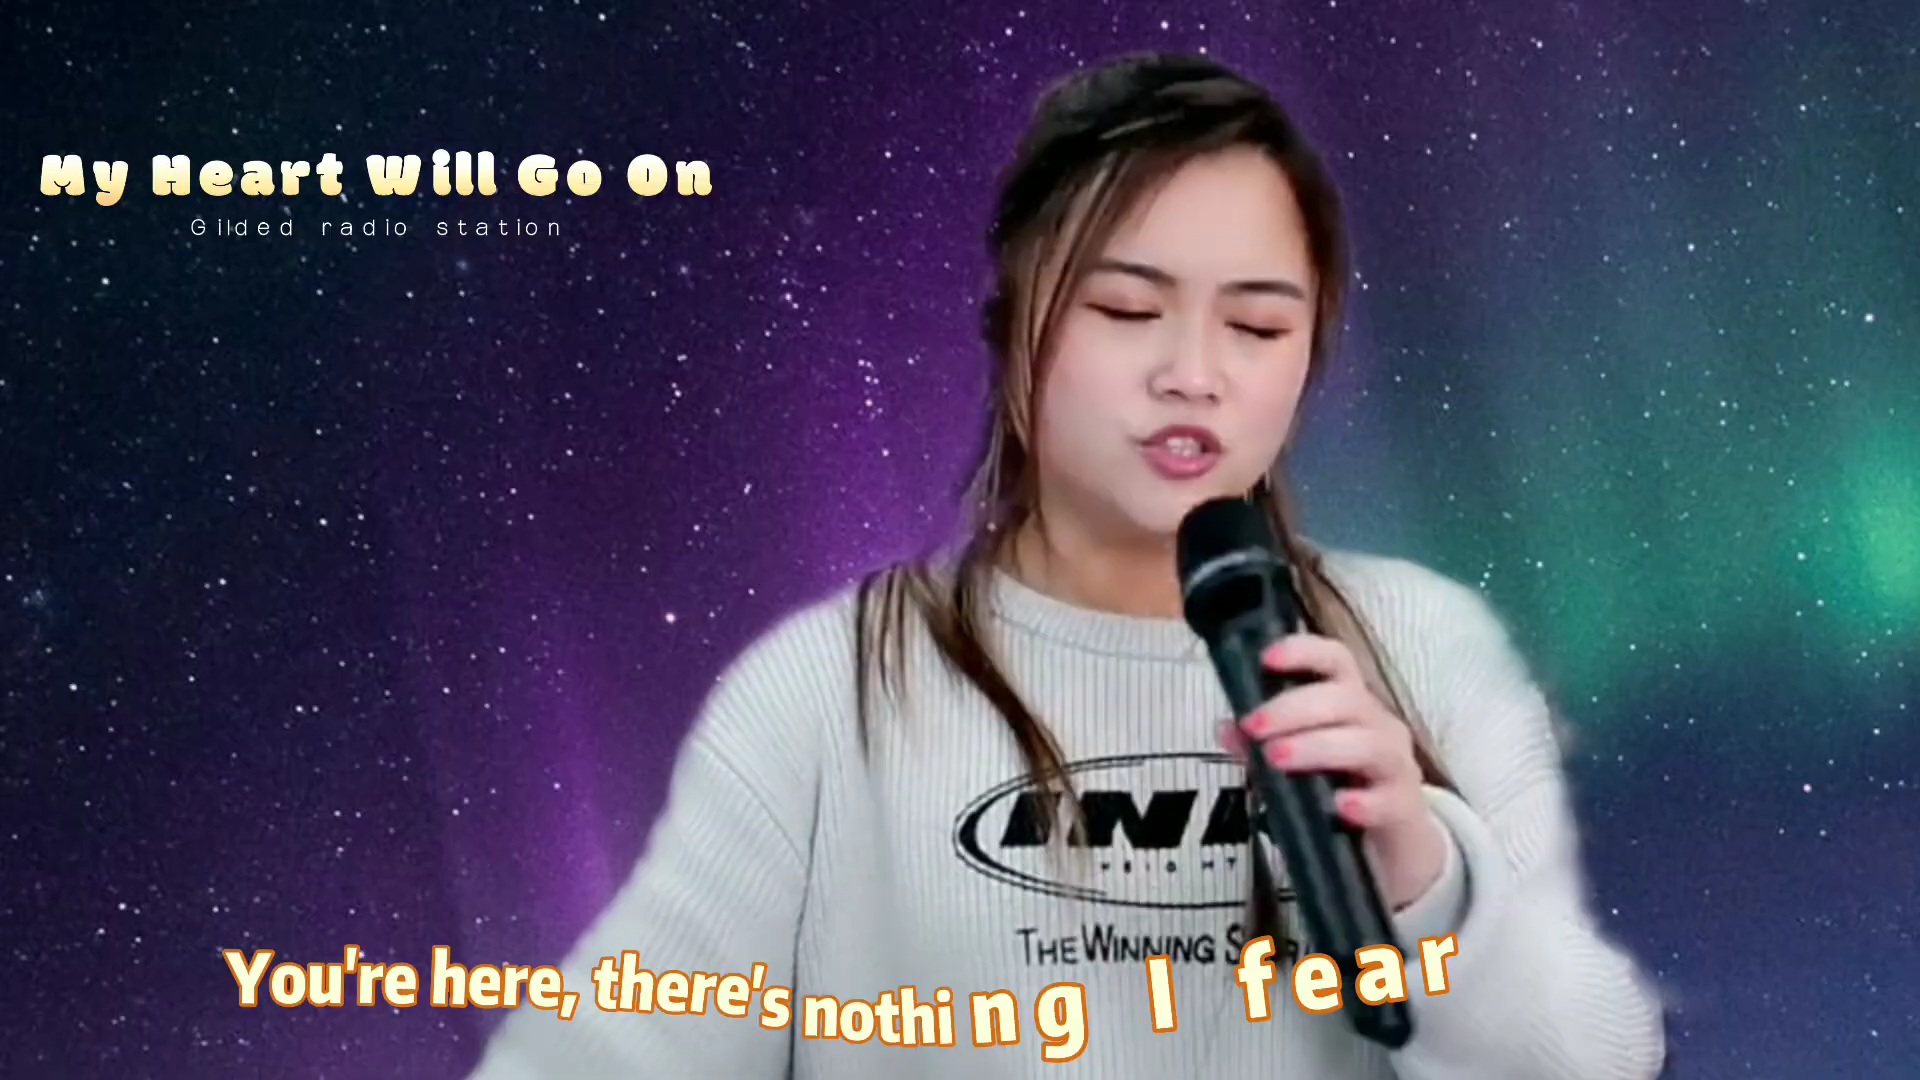 My Heart Will Go On
Gilded radio station
THE WINNING
You're here, there's nothing I fear